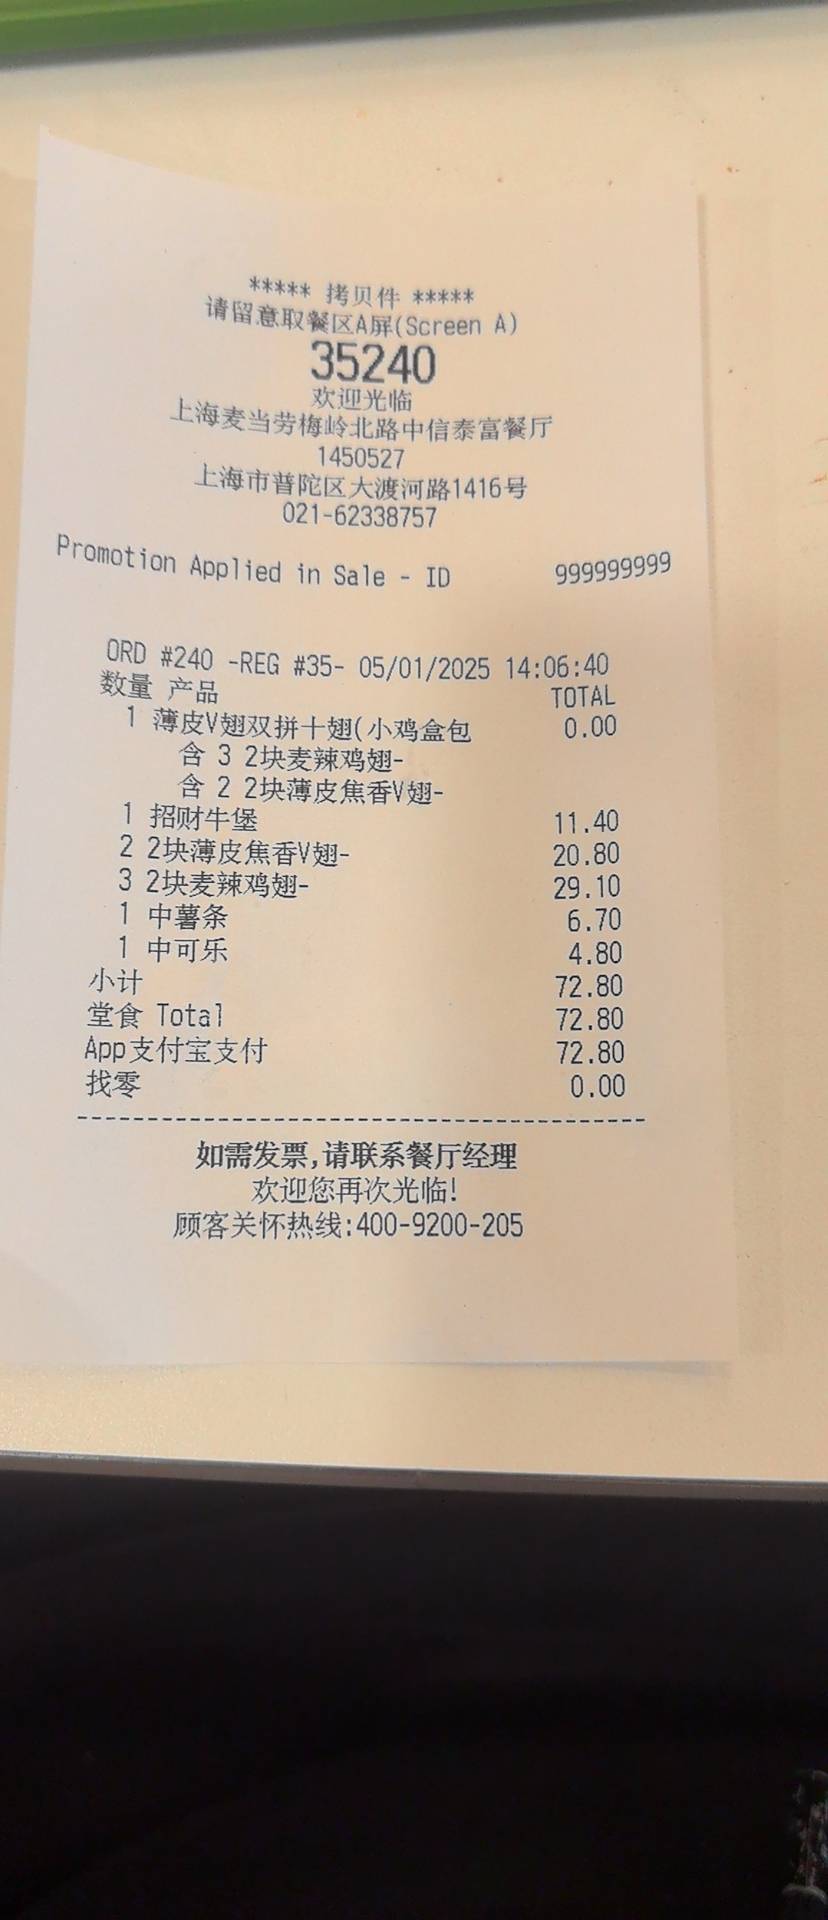 ***** 拷贝件 *****
请留意取餐区A屏(Screen A)
35240
欢迎光临
上海麦当劳梅岭北路中信泰富餐厅
1450527
上海市普陀区大渡河路1416号
021-62338757
Promotion Applied in Sale - ID 999999999
ORD #240 -REG #35- 05/01/2025 14:06:40
数量 产品 TOTAL
1 薄皮V翅双拼十翅(小鸡盒包 0.00
含 3 2块麦辣鸡翅-
含 2 2块薄皮焦香V翅-
1 招财牛堡 11.40
2 2块薄皮焦香V翅- 20.80
3 2块麦辣鸡翅- 29.10
1 中薯条 6.70
1 中可乐 4.80
小计 72.80
堂食 Total 72.80
App支付宝支付 72.80
找零 0.00
如需发票,请联系餐厅经理
欢迎您再次光临!
顾客关怀热线:400-9200-205